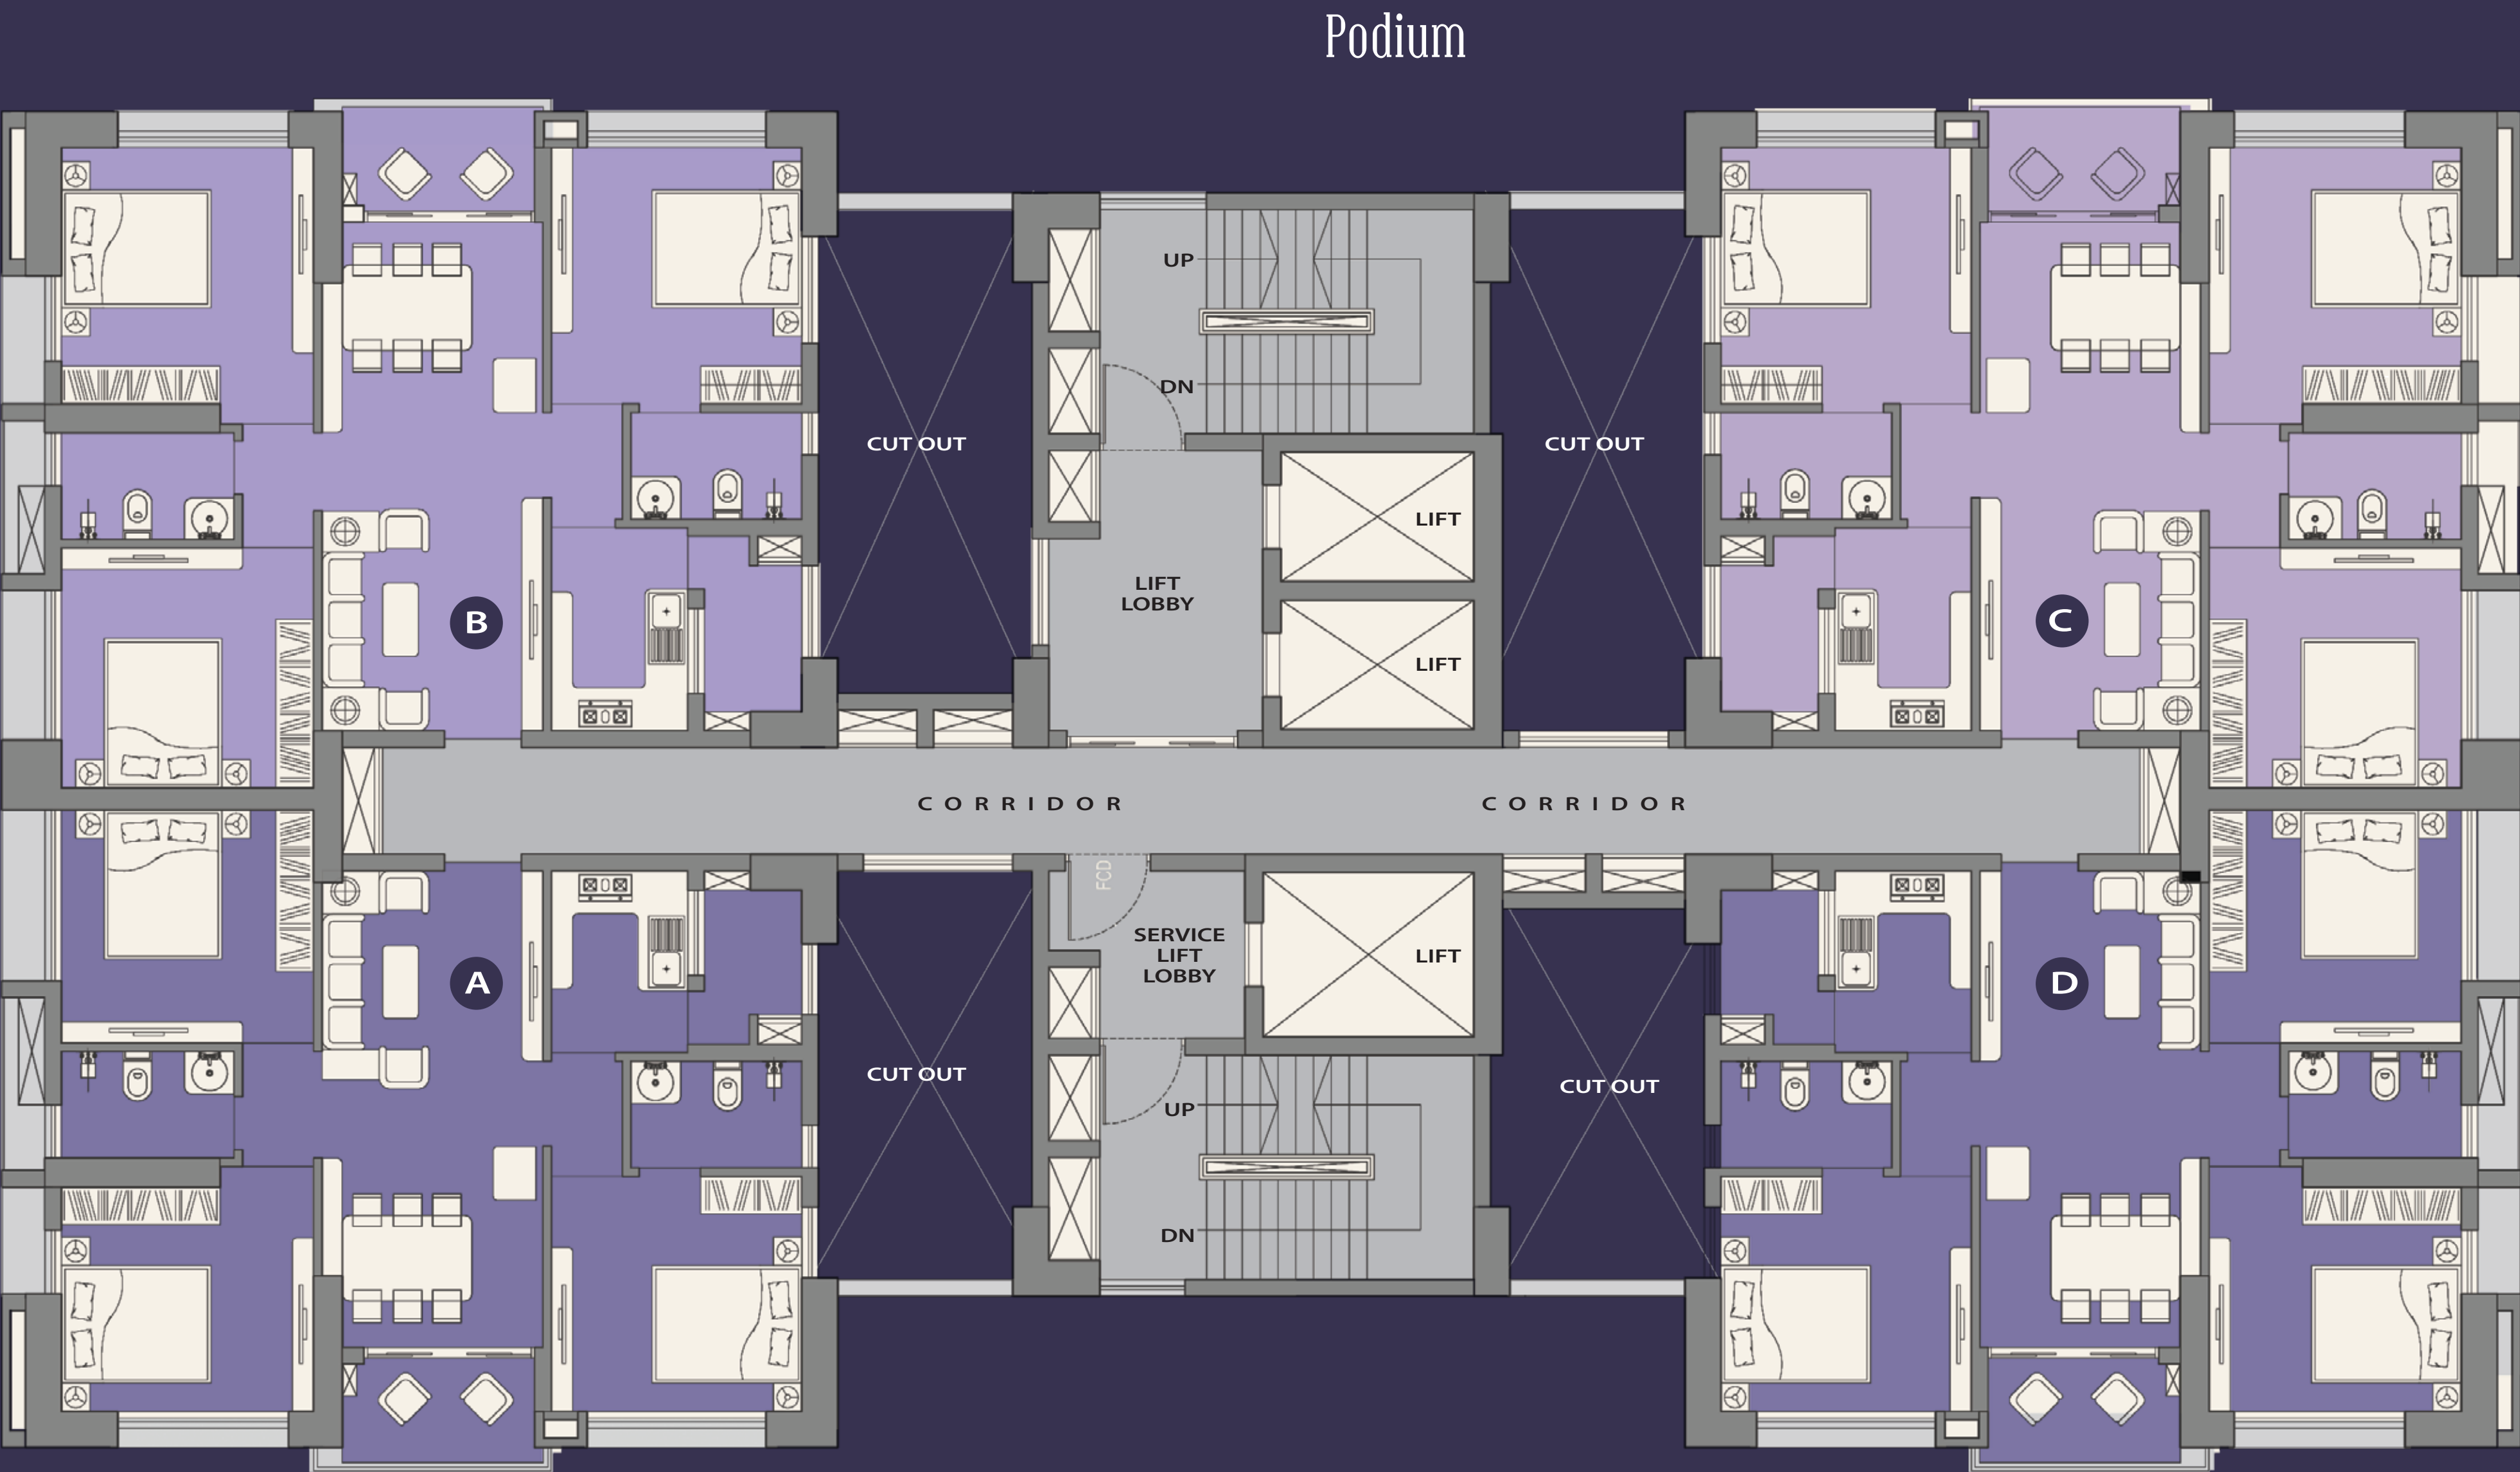 Podium
UP
DN
CUT OUT
CUT OUT
LIFT
LIFT
LOBBY
B
C
LIFT
CORRIDOR
CORRIDOR
FCD
SERVICE
LIFT
LOBBY
LIFT
A
D
CUT OUT
CUT OUT
UP
DN